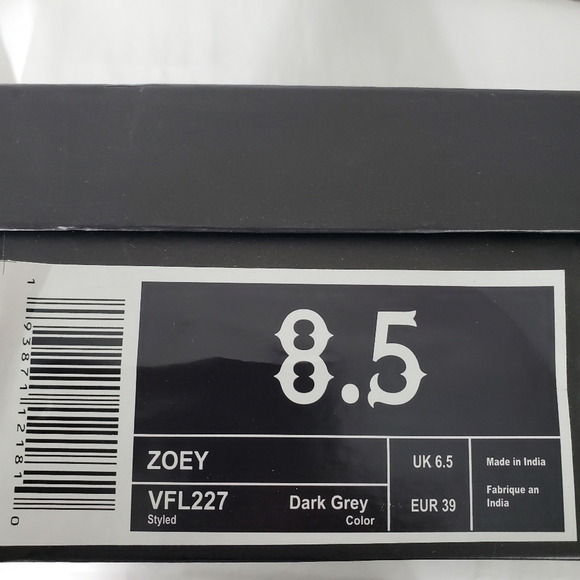 8.5
1 93871 12181 0
ZOEY
UK 6.5
Made in India
VFL227
Styled
Dark Grey
Color
EUR 39
Fabrique an
India